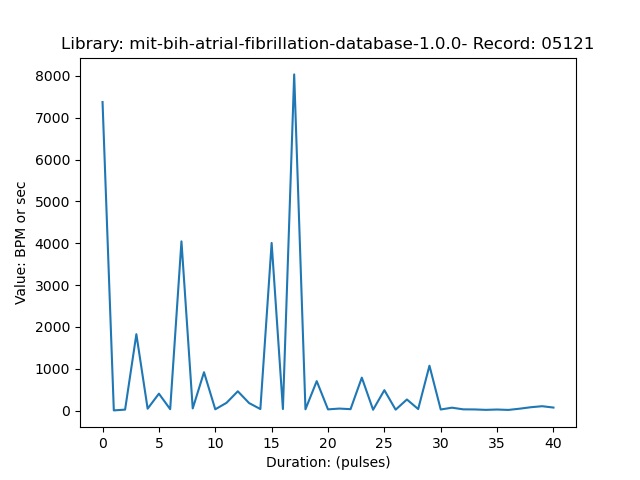 Library: mit-bih-atrial-fibrillation-database-1.0.0- Record: 05121
8000
7000
6000
5000
4000
3000
2000
1000
0
Value: BPM or sec
0 5 10 15 20 25 30 35 40
Duration: (pulses)